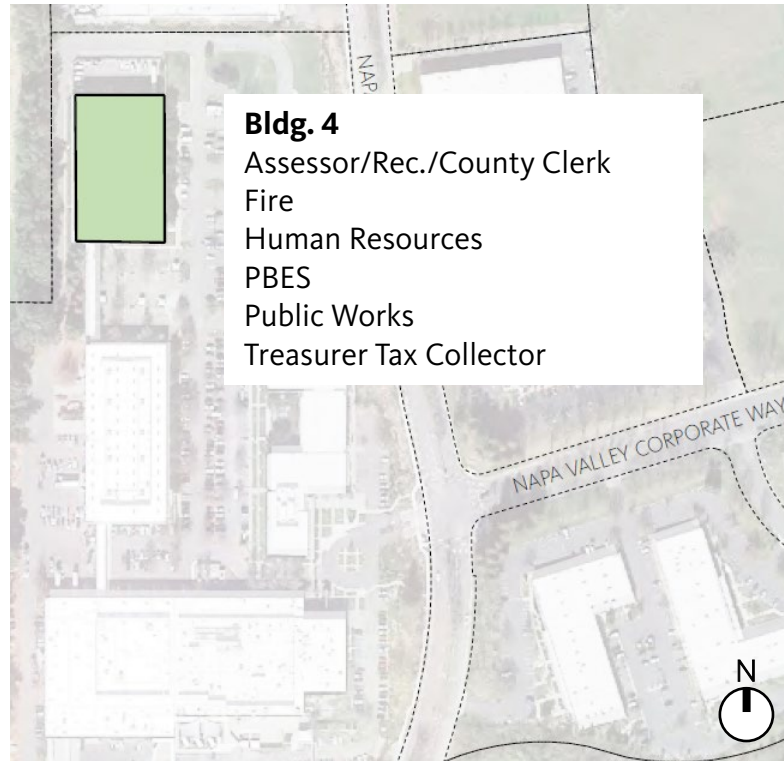 NAP
Bldg. 4
Assessor/Rec./County Clerk
Fire
Human Resources
PBES
Public Works
Treasurer Tax Collector
NAPA VALLEY CORPORATE WAY
N